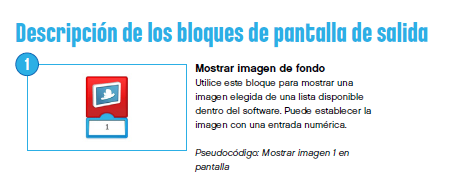 Descripción de los bloques de pantalla de salida
1
Mostrar imagen de fondo
Utilice este bloque para mostrar una
imagen elegida de una lista disponible
dentro del software. Puede establecer la
imagen con una entrada numérica.
1
Pseudocódigo: Mostrar imagen 1 en
pantalla